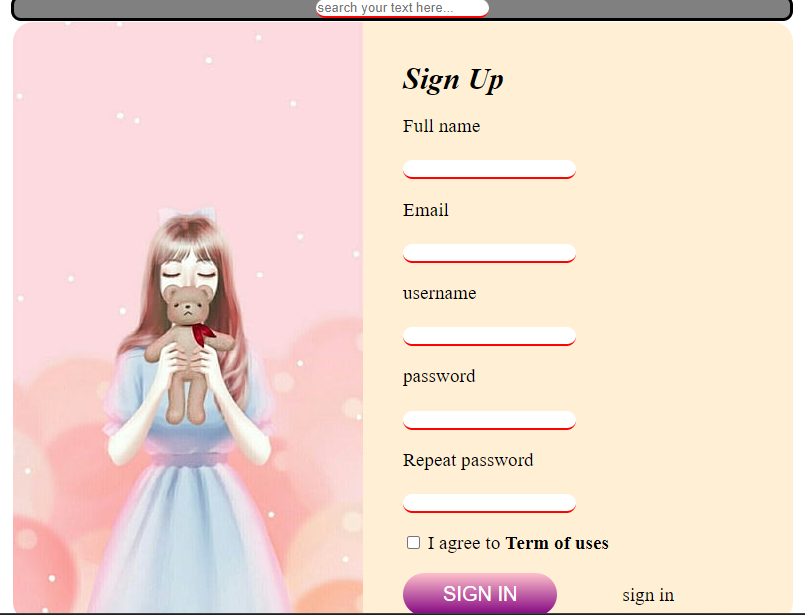 search your text here...
Sign Up
Full name
Email
username
password
Repeat password
I agree to Term of uses
SIGN IN sign in